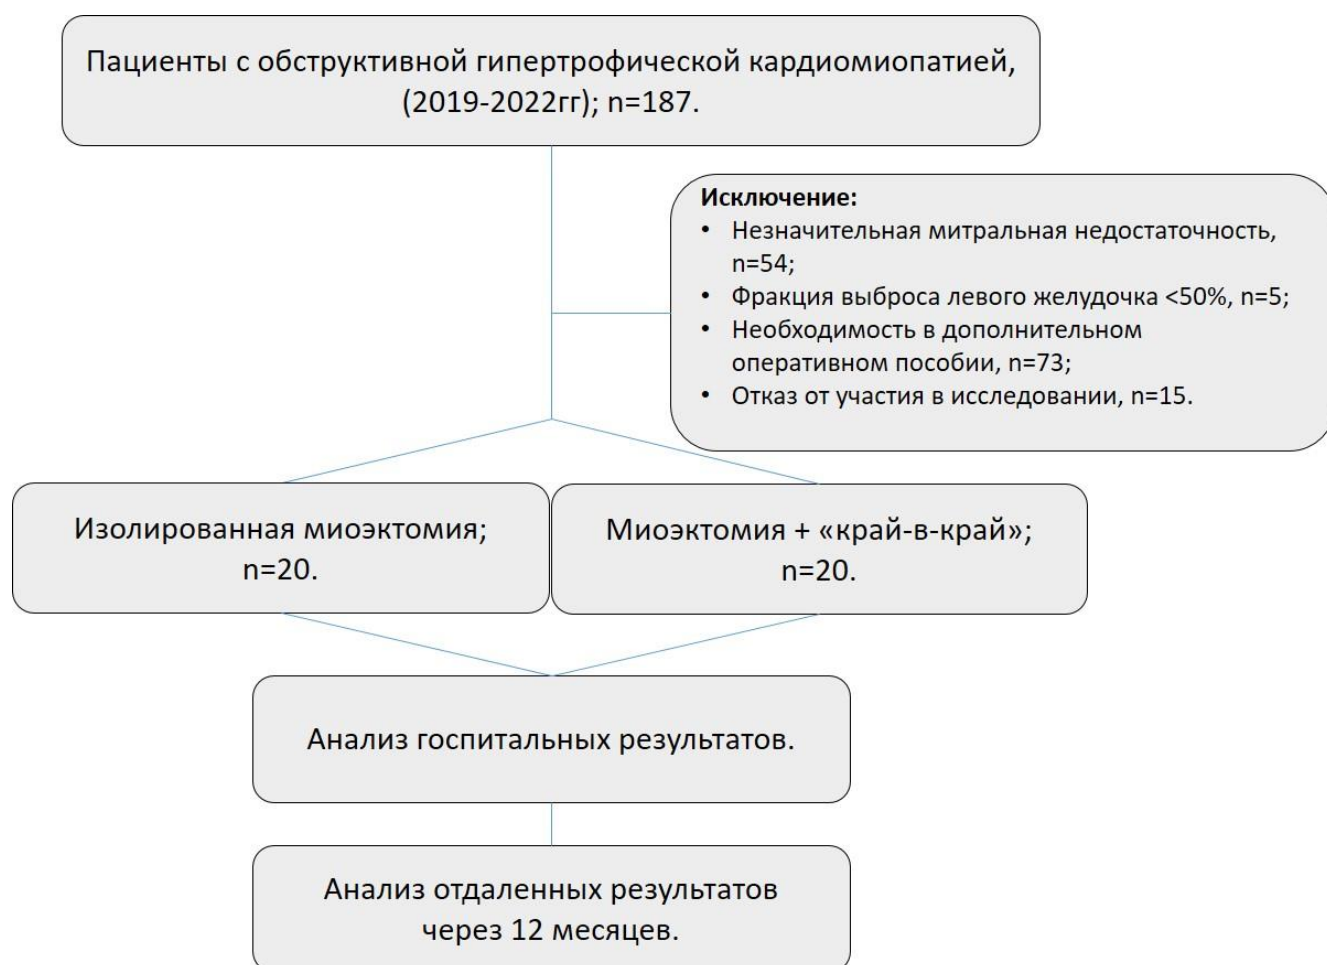 Пациенты с обструктивной гипертрофической кардиомиопатией,
(2019-2022гг); n=187.
Исключение:
• Незначительная митральная недостаточность,
n=54;
• Фракция выброса левого желудочка <50%, n=5;
• Необходимость в дополнительном
оперативном пособии, n=73;
• Отказ от участия в исследовании, n=15.
Изолированная миоэктомия;
n=20.
Миоэктомия + «край-в-край»;
n=20.
Анализ госпитальных результатов.
Анализ отдаленных результатов
через 12 месяцев.